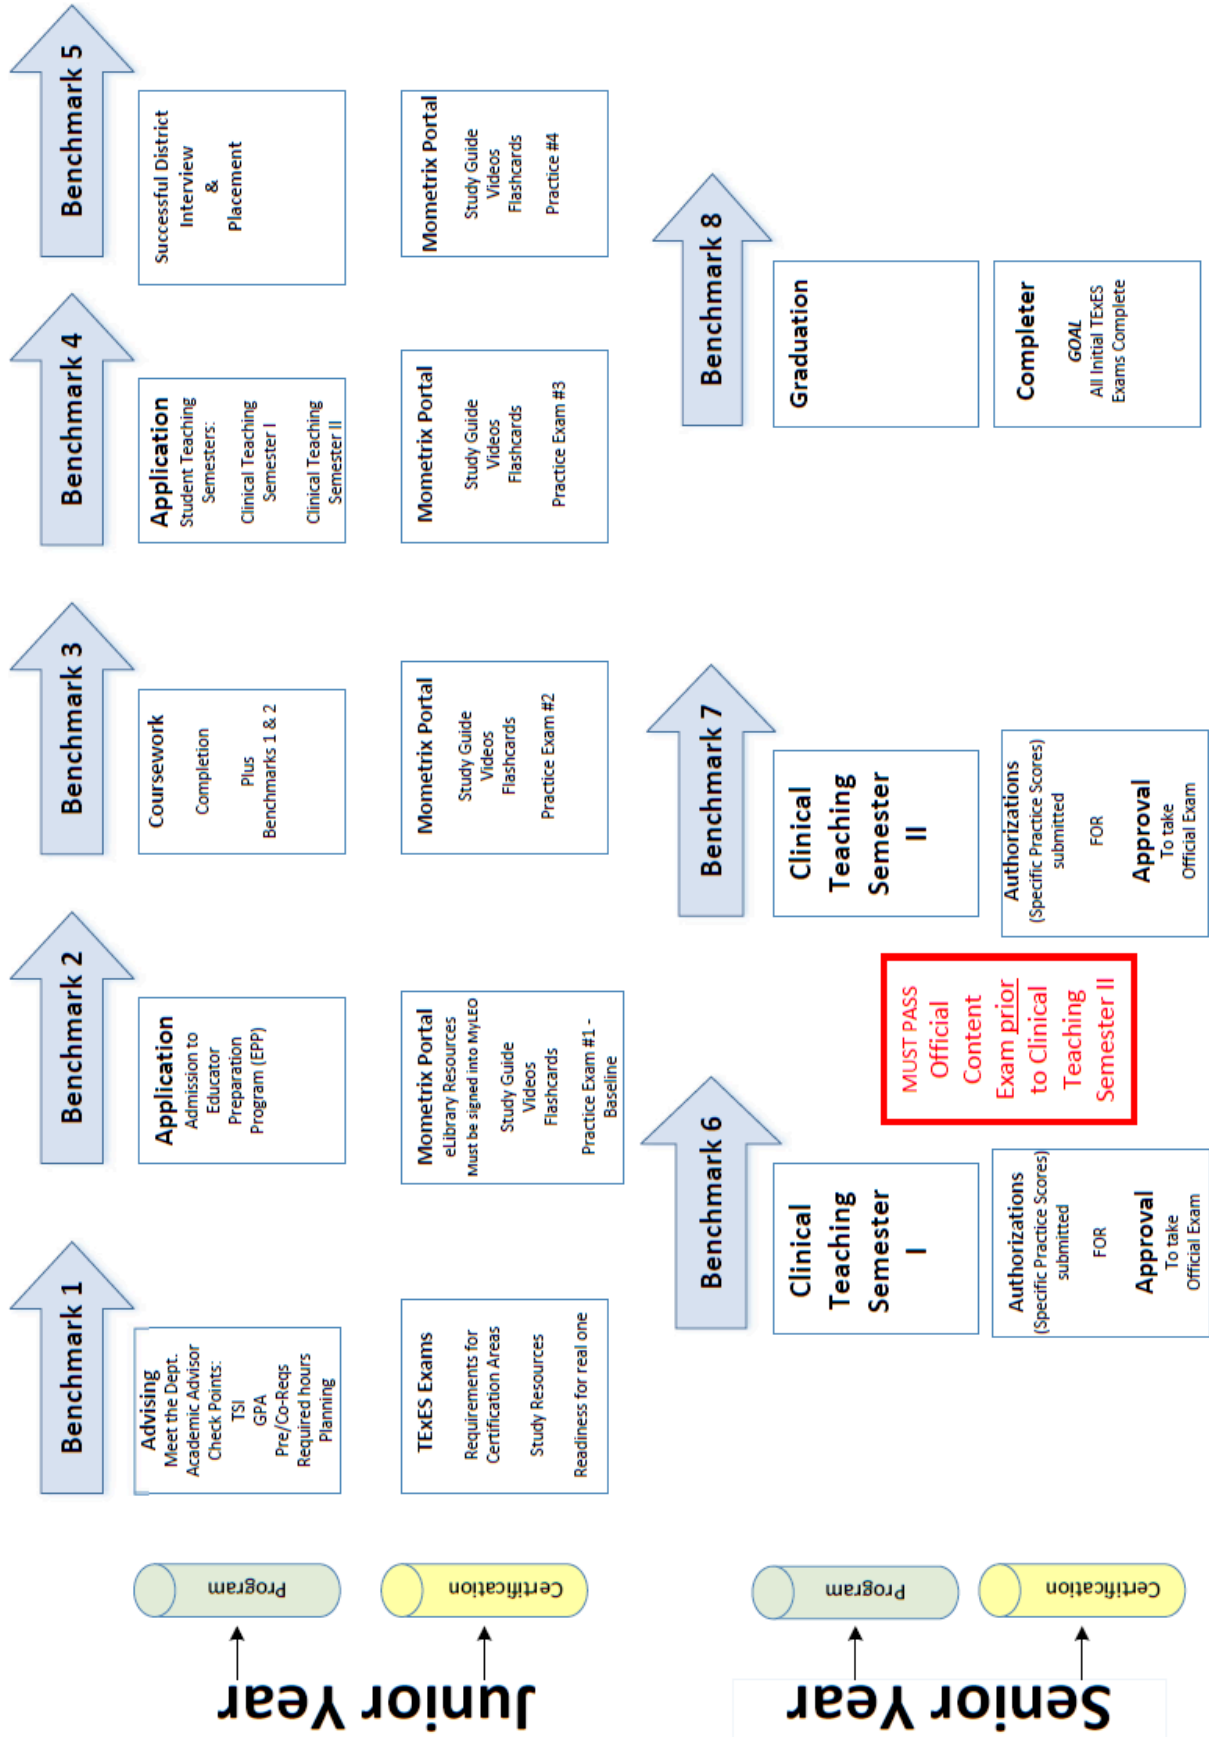 Junior Year
Program
Certification
Benchmark 1
Advising
Meet the Dept.
Academic Advisor
Check Points:
TSI
GPA
Pre/Co-Reqs
Required hours
Planning
TExES Exams
Requirements for
Certification Areas
Study Resources
Readiness for real one
Benchmark 2
Application
Admission to
Educator
Preparation
Program (EPP)
Mometrix Portal
eLibrary Resources
Must be signed into MyLEO
Study Guide
Videos
Flashcards
Practice Exam #1 -
Baseline
Benchmark 3
Coursework
Completion
Plus
Benchmarks 1 & 2
Mometrix Portal
Study Guide
Videos
Flashcards
Practice Exam #2
Benchmark 4
Application
Student Teaching
Semesters:
Clinical Teaching
Semester I
Clinical Teaching
Semester II
Mometrix Portal
Study Guide
Videos
Flashcards
Practice Exam #3
Benchmark 5
Successful District
Interview
&
Placement
Mometrix Portal
Study Guide
Videos
Flashcards
Practice #4
Senior Year
Program
Certification
Benchmark 6
Clinical
Teaching
Semester
I
Authorizations
(Specific Practice Scores)
submitted
FOR
Approval
To take
Official Exam
MUST PASS
Official
Content
Exam prior
to Clinical
Teaching
Semester II
Benchmark 7
Clinical
Teaching
Semester
II
Authorizations
(Specific Practice Scores)
submitted
FOR
Approval
To take
Official Exam
Benchmark 8
Graduation
Completer
GOAL
All Initial TExES
Exams Complete